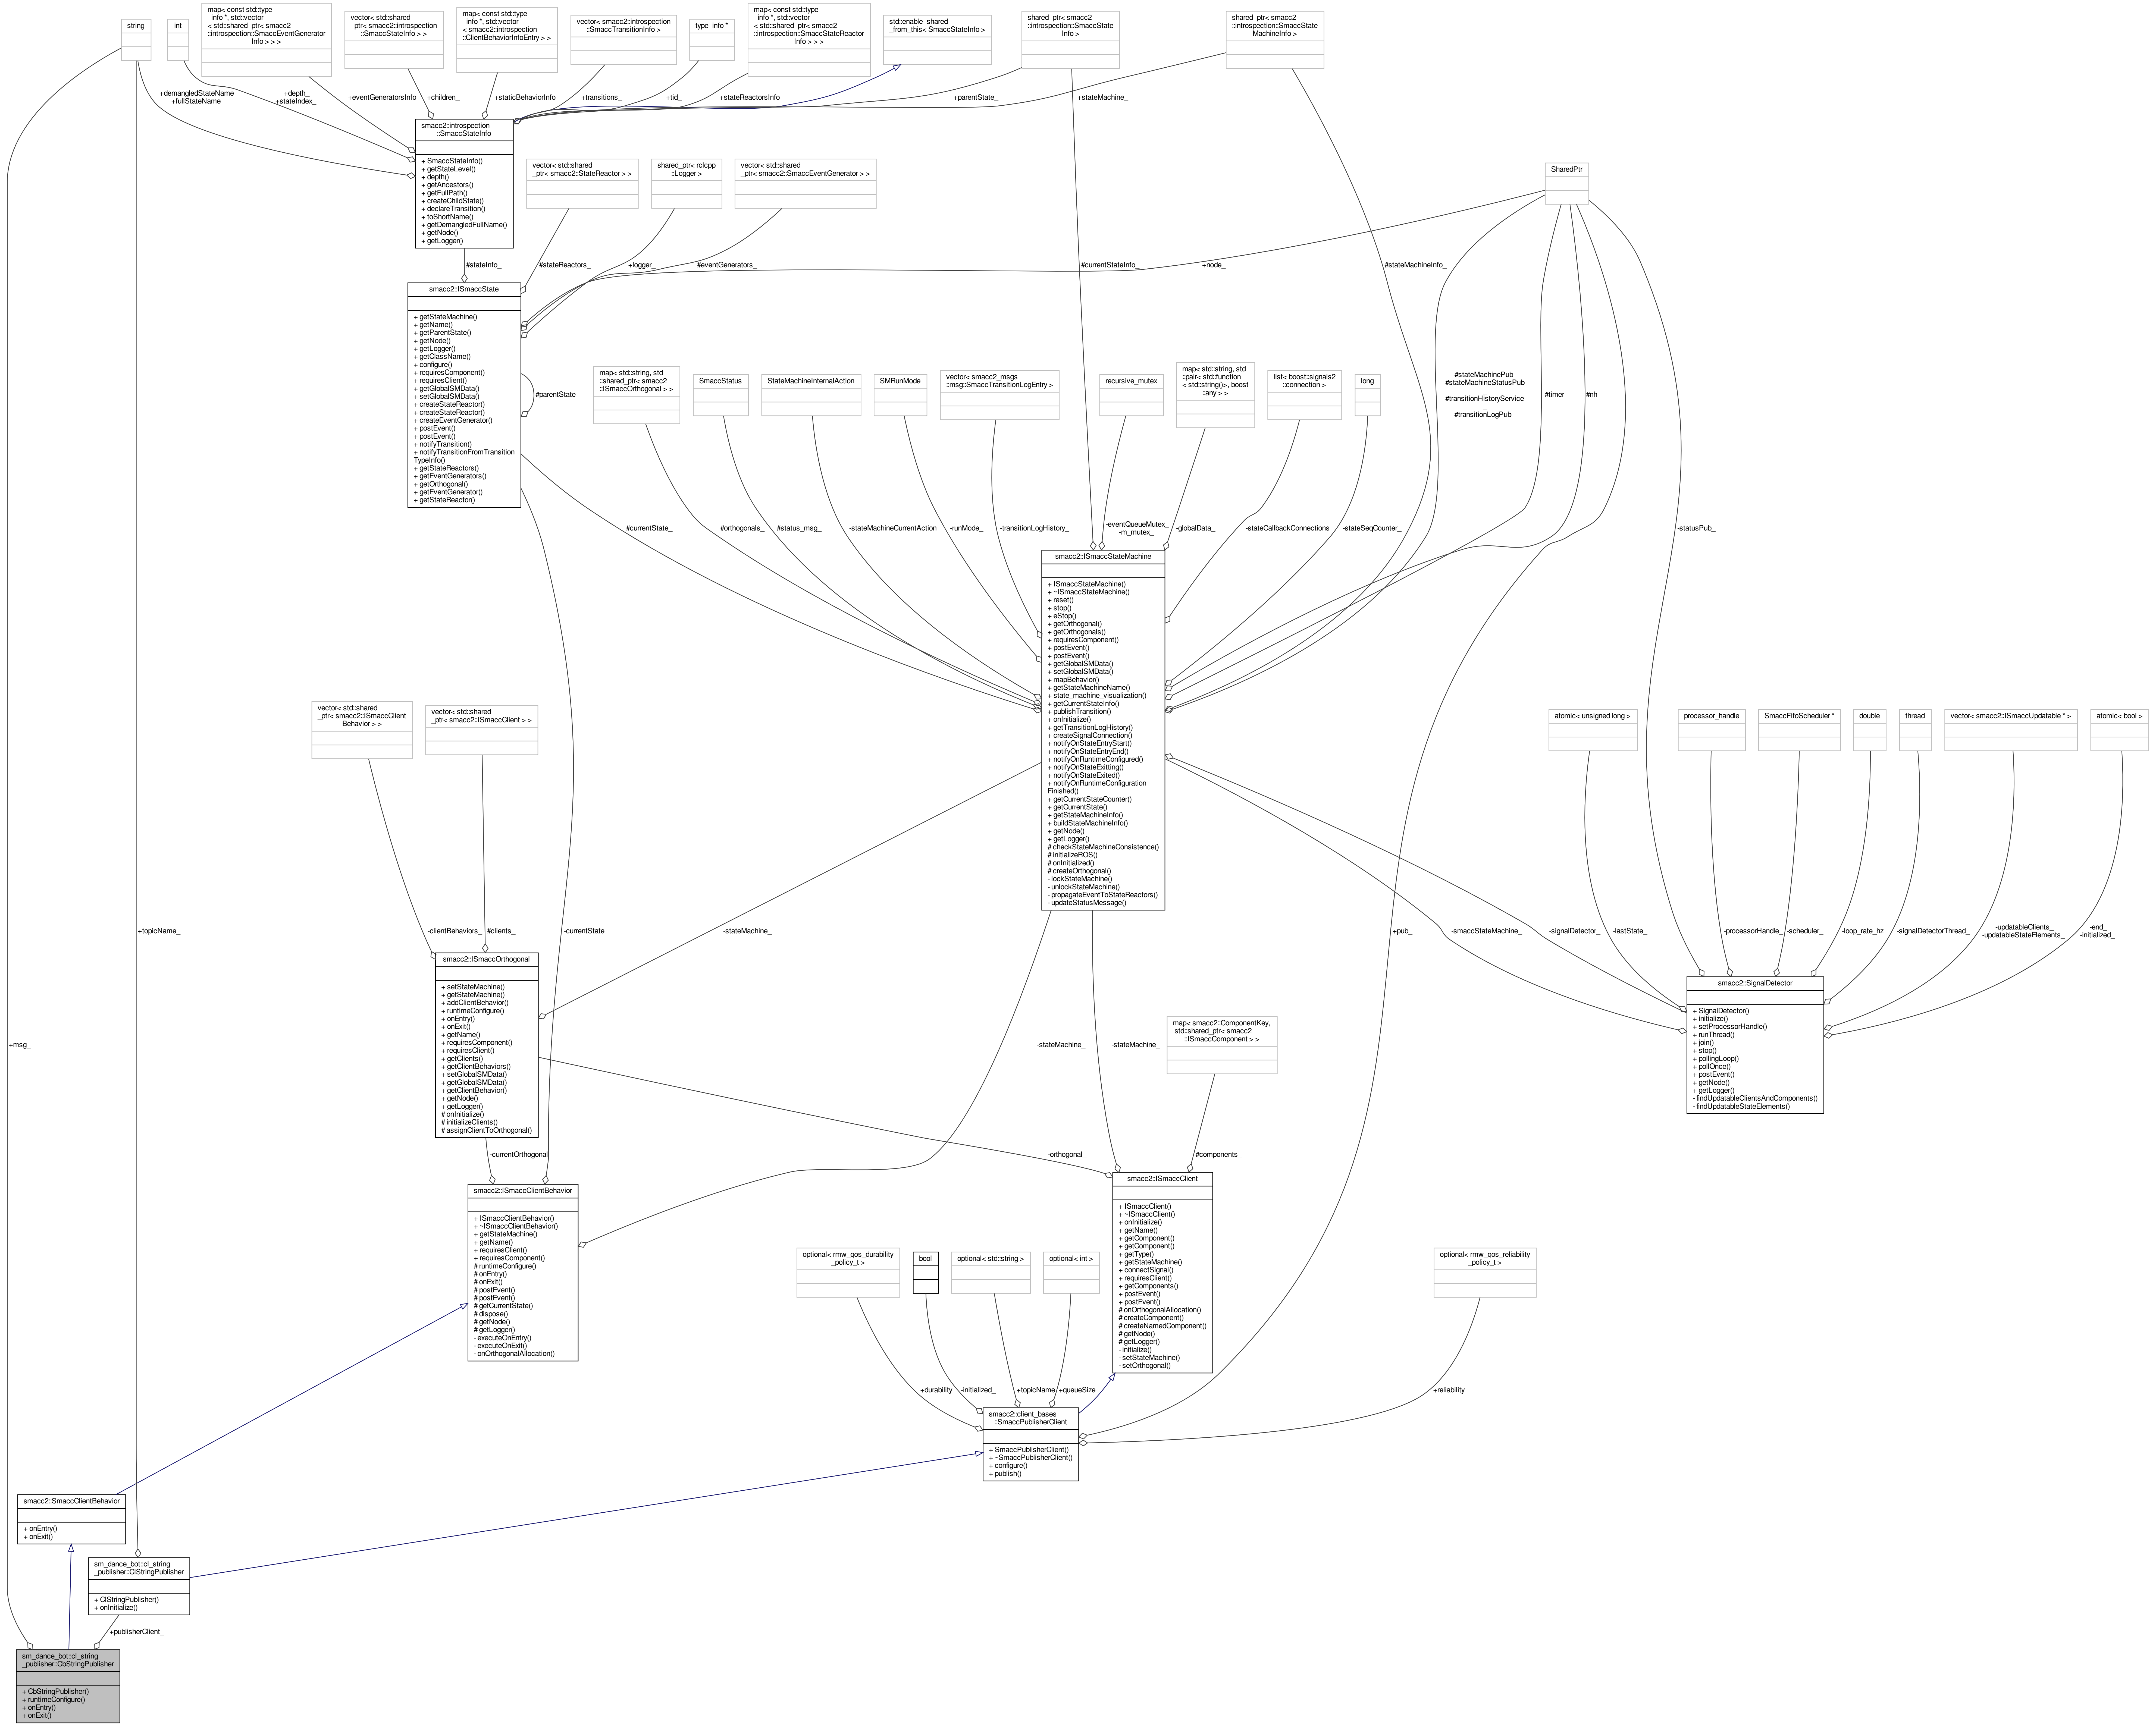 string
int
map< const std::type
_info *, std::vector
< std::shared_ptr< smacc2
::introspection::SmaccEventGenerator
Info > > >
vector< std::shared
_ptr< smacc2::introspection
::SmaccStateInfo > >
map< const std::type
_info *, std::vector
< smacc2::introspection
::ClientBehaviorInfoEntry > >
vector< smacc2::introspection
::SmaccTransitionInfo >
type_info *
map< const std::type
_info *, std::vector
< std::shared_ptr< smacc2
::introspection::SmaccStateReactor
Info > > >
std::enable_shared
_from_this< SmaccStateInfo >
shared_ptr< smacc2
::introspection::SmaccState
Info >
shared_ptr< smacc2
::introspection::SmaccState
MachineInfo >
+demangledStateName
+fullStateName
+depth_
+stateIndex_
+eventGeneratorsInfo
+children_
+staticBehaviorInfo
+transitions_
+tid_
+stateReactorsInfo
+parentState_
+stateMachine_
smacc2::introspection
::SmaccStateInfo
+ SmaccStateInfo()
+ getStateLevel()
+ depth()
+ getAncestors()
+ getFullPath()
+ createChildState()
+ declareTransition()
+ toShortName()
+ getDemangledFullName()
+ getNode()
+ getLogger()
vector< std::shared
_ptr< smacc2::StateReactor > >
shared_ptr< rclcpp
::Logger >
vector< std::shared
_ptr< smacc2::SmaccEventGenerator > >
SharedPtr
#stateInfo_
#stateReactors_
+logger_
#eventGenerators_
#currentStateInfo_
+node_
#stateMachineInfo_
smacc2::ISmaccState
+ getStateMachine()
+ getName()
+ getParentState()
+ getNode()
+ getLogger()
+ getClassName()
+ configure()
+ requiresComponent()
+ requiresClient()
+ getGlobalSMData()
+ setGlobalSMData()
+ createStateReactor()
+ createStateReactor()
+ createEventGenerator()
+ postEvent()
+ postEvent()
+ notifyTransition()
+ notifyTransitionFromTransition
TypeInfo()
+ getStateReactors()
+ getEventGenerators()
+ getOrthogonal()
+ getEventGenerator()
+ getStateReactor()
#parentState_
map< std::string, std
::shared_ptr< smacc2
::ISmaccOrthogonal > >
SmaccStatus
StateMachineInternalAction
SMRunMode
vector< smacc2_msgs
::msg::SmaccTransitionLogEntry >
recursive_mutex
map< std::string, std
::pair< std::function
< std::string()>, boost
::any > >
list< boost::signals2
::connection >
long
#stateMachinePub_
#stateMachineStatusPub
_
#transitionHistoryService
_
#transitionLogPub_
#timer_
#nh_
#currentState_
#orthogonals_
#status_msg_
-stateMachineCurrentAction
-runMode_
-transitionLogHistory_
-eventQueueMutex_
-m_mutex_
-globalData_
-stateCallbackConnections
-stateSeqCounter_
-statusPub_
smacc2::ISmaccStateMachine
+ ISmaccStateMachine()
+ ~ISmaccStateMachine()
+ reset()
+ stop()
+ eStop()
+ getOrthogonal()
+ getOrthogonals()
+ requiresComponent()
+ postEvent()
+ postEvent()
+ getGlobalSMData()
+ setGlobalSMData()
+ mapBehavior()
+ getStateMachineName()
+ state_machine_visualization()
+ getCurrentStateInfo()
+ publishTransition()
+ onInitialize()
+ getTransitionLogHistory()
+ createSignalConnection()
+ notifyOnStateEntryStart()
+ notifyOnStateEntryEnd()
+ notifyOnRuntimeConfigured()
+ notifyOnStateExitting()
+ notifyOnStateExited()
+ notifyOnRuntimeConfiguration
Finished()
+ getCurrentStateCounter()
+ getCurrentState()
+ getStateMachineInfo()
+ buildStateMachineInfo()
+ getNode()
+ getLogger()
# checkStateMachineConsistence()
# initializeROS()
# onInitialized()
# createOrthogonal()
- lockStateMachine()
- unlockStateMachine()
- propagateEventToStateReactors()
- updateStatusMessage()
vector< std::shared
_ptr< smacc2::ISmaccClient
Behavior > >
vector< std::shared
_ptr< smacc2::ISmaccClient > >
atomic< unsigned long >
processor_handle
SmaccFifoScheduler *
double
thread
vector< smacc2::ISmaccUpdatable * >
atomic< bool >
+topicName_
-clientBehaviors_
#clients_
-currentState
-stateMachine_
+pub_
-smaccStateMachine_
-signalDetector_
-lastState_
-processorHandle_
-scheduler_
-loop_rate_hz
-signalDetectorThread_
-updatableClients_
-updatableStateElements_
-end_
-initialized_
smacc2::ISmaccOrthogonal
+ setStateMachine()
+ getStateMachine()
+ addClientBehavior()
+ runtimeConfigure()
+ onEntry()
+ onExit()
+ getName()
+ requiresComponent()
+ requiresClient()
+ getClients()
+ getClientBehaviors()
+ setGlobalSMData()
+ getGlobalSMData()
+ getClientBehavior()
+ getNode()
+ getLogger()
# onInitialize()
# initializeClients()
# assignClientToOrthogonal()
smacc2::SignalDetector
+ SignalDetector()
+ initialize()
+ setProcessorHandle()
+ runThread()
+ join()
+ stop()
+ pollingLoop()
+ pollOnce()
+ postEvent()
+ getNode()
+ getLogger()
- findUpdatableClientsAndComponents()
- findUpdatableStateElements()
map< smacc2::ComponentKey,
std::shared_ptr< smacc2
::ISmaccComponent > >
+msg_
-stateMachine_
-stateMachine_
-currentOrthogonal
-orthogonal_
#components_
smacc2::ISmaccClientBehavior
+ ISmaccClientBehavior()
+ ~ISmaccClientBehavior()
+ getStateMachine()
+ getName()
+ requiresClient()
+ requiresComponent()
# runtimeConfigure()
# onEntry()
# onExit()
# postEvent()
# postEvent()
# getCurrentState()
# dispose()
# getNode()
# getLogger()
- executeOnEntry()
- executeOnExit()
- onOrthogonalAllocation()
smacc2::ISmaccClient
+ ISmaccClient()
+ ~ISmaccClient()
+ onInitialize()
+ getName()
+ getComponent()
+ getComponent()
+ getType()
+ getStateMachine()
+ connectSignal()
+ requiresClient()
+ getComponents()
+ postEvent()
+ postEvent()
# onOrthogonalAllocation()
# createComponent()
# createNamedComponent()
# getNode()
# getLogger()
- initialize()
- setStateMachine()
- setOrthogonal()
optional< rmw_qos_durability
_policy_t >
bool
optional< std::string >
optional< int >
optional< rmw_qos_reliability
_policy_t >
+durability
-initialized_
+topicName
+queueSize
+reliability
smacc2::client_bases
::SmaccPublisherClient
+ SmaccPublisherClient()
+ ~SmaccPublisherClient()
+ configure()
+ publish()
smacc2::SmaccClientBehavior
+ onEntry()
+ onExit()
sm_dance_bot::cl_string
_publisher::ClStringPublisher
+ ClStringPublisher()
+ onInitialize()
+publisherClient_
sm_dance_bot::cl_string
_publisher::CbStringPublisher
+ CbStringPublisher()
+ runtimeConfigure()
+ onEntry()
+ onExit()